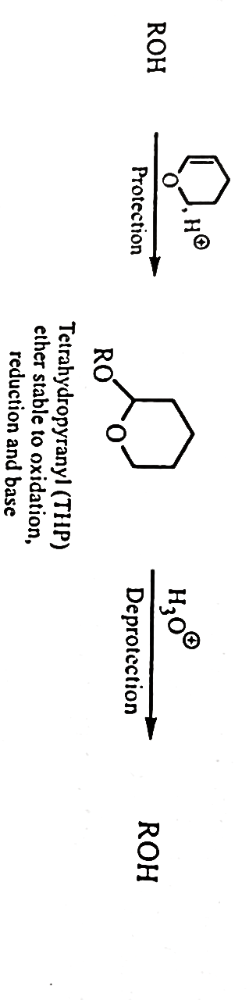 ROH
O
, H⊕
Protection
RO
O
Tetrahydropyranyl (THP)
ether stable to oxidation,
reduction and base
H₃O⊕
Deprotection
ROH